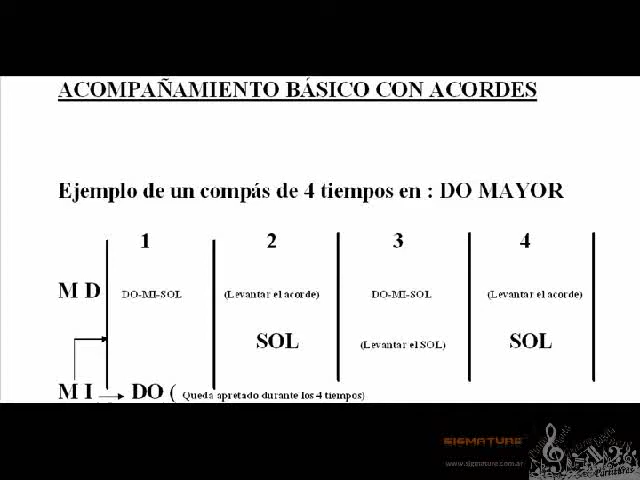 ACOMPAÑAMIENTO BÁSICO CON ACORDES
Ejemplo de un compás de 4 tiempos en : DO MAYOR
1 2 3 4
M D DO-MI-SOL (Levantar el acorde) DO-MI-SOL (Levantar el acorde)
SOL (Levantar el SOL) SOL
M I DO ( Queda apretado durante los 4 tiempos)
SIGMATURE
www.sigmature.com.ar
Partituras